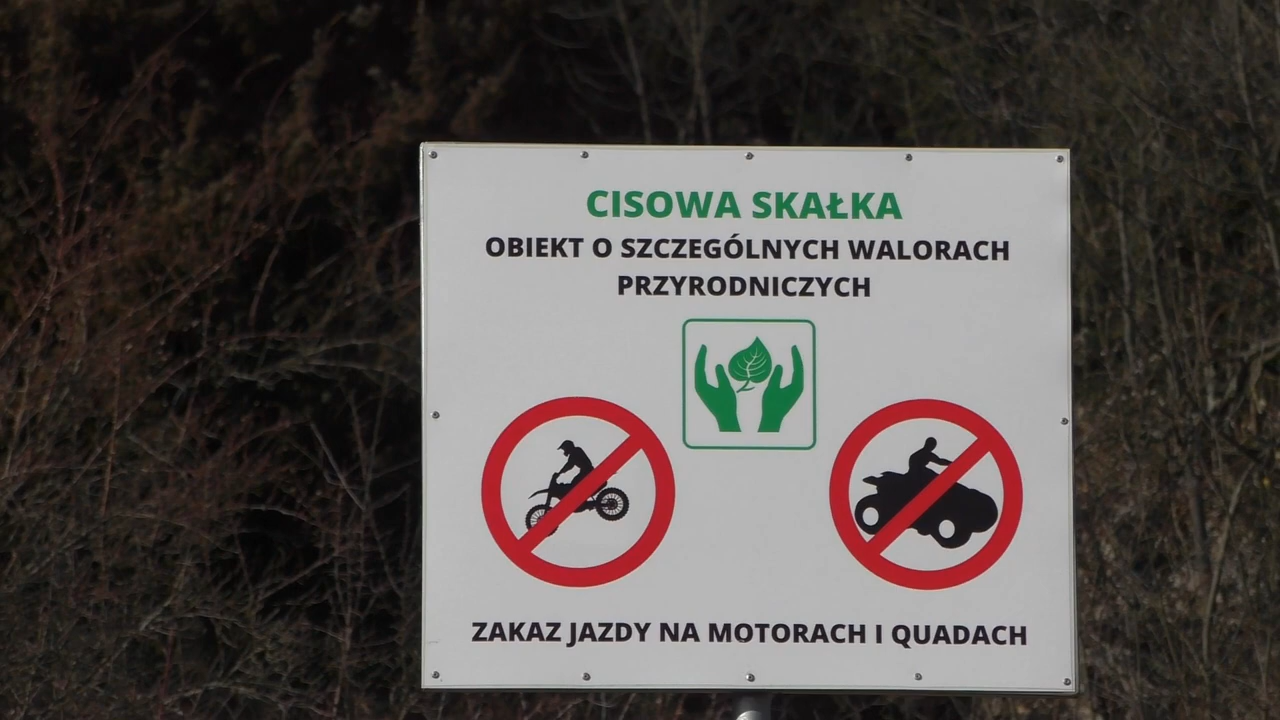 CISOWA SKAŁKA
OBIEKT O SZCZEGÓLNYCH WALORACH
PRZYRODNICZYCH
ZAKAZ JAZDY NA MOTORACH I QUADACH